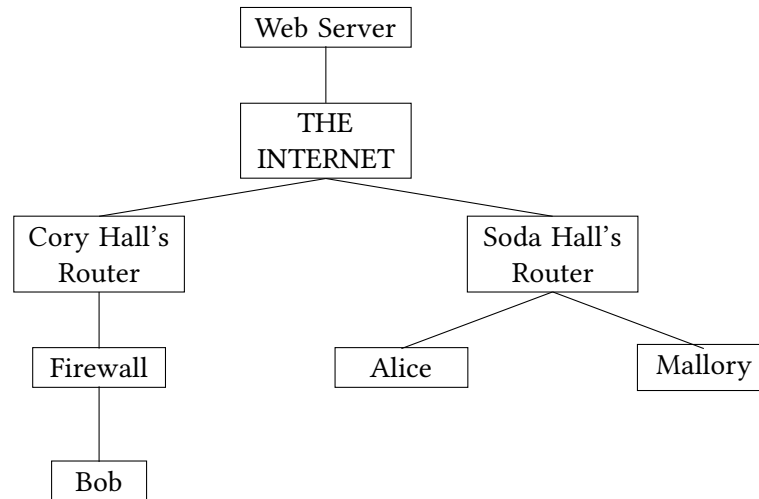 Web Server
THE
INTERNET
Cory Hall's
Router
Soda Hall's
Router
Firewall
Alice
Mallory
Bob